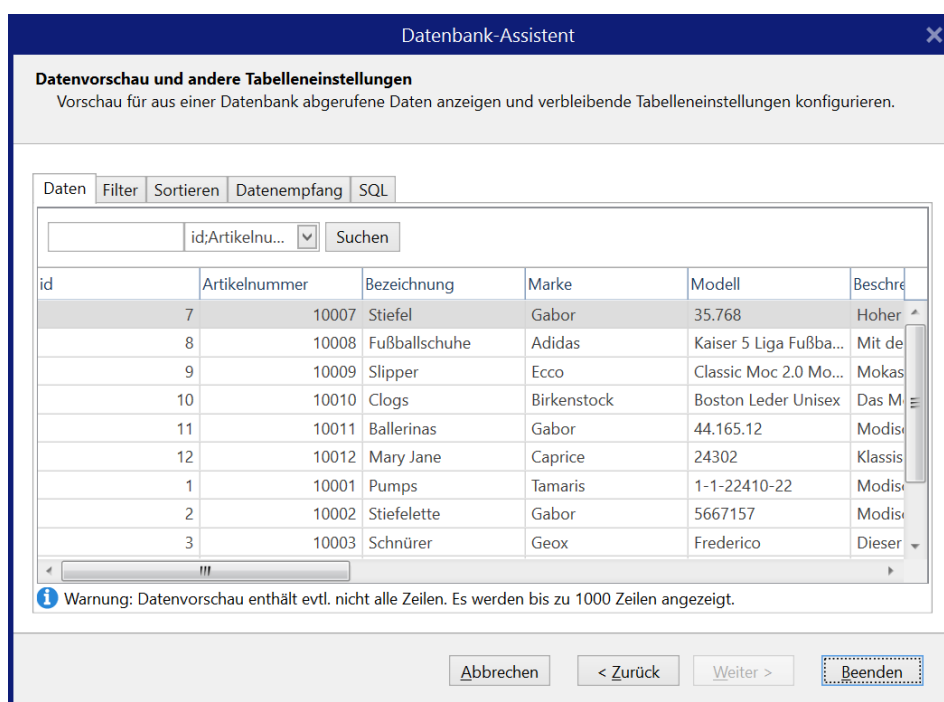 Datenbank-Assistent
Datenvorschau und andere Tabelleneinstellungen
Vorschau für aus einer Datenbank abgerufene Daten anzeigen und verbleibende Tabelleneinstellungen konfigurieren.
Daten Filter Sortieren Datenempfang SQL
id;Artikelnu... Suchen
id Artikelnummer Bezeichnung Marke Modell Beschre
7 10007 Stiefel Gabor 35.768 Hoher
8 10008 Fußballschuhe Adidas Kaiser 5 Liga Fußba... Mit de
9 10009 Slipper Ecco Classic Moc 2.0 Mo... Mokas
10 10010 Clogs Birkenstock Boston Leder Unisex Das M
11 10011 Ballerinas Gabor 44.165.12 Modis
12 10012 Mary Jane Caprice 24302 Klassis
1 10001 Pumps Tamaris 1-1-22410-22 Modis
2 10002 Stiefelette Gabor 5667157 Modis
3 10003 Schnürer Geox Frederico Dieser
Warnung: Datenvorschau enthält evtl. nicht alle Zeilen. Es werden bis zu 1000 Zeilen angezeigt.
Abbrechen < Zurück Weiter > Beenden